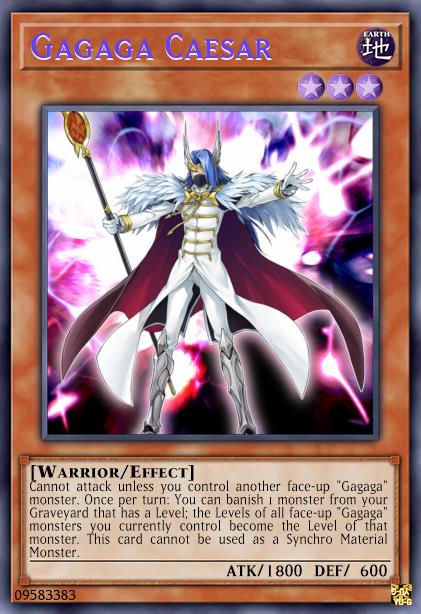 Gagaga Caesar
EARTH
地
[Warrior/Effect]
Cannot attack unless you control another face-up "Gagaga"
monster. Once per turn: You can banish 1 monster from your
Graveyard that has a Level; the Levels of all face-up "Gagaga"
monsters you currently control become the Level of that
monster. This card cannot be used as a Synchro Material
Monster.
ATK/1800 DEF/ 600
09583383